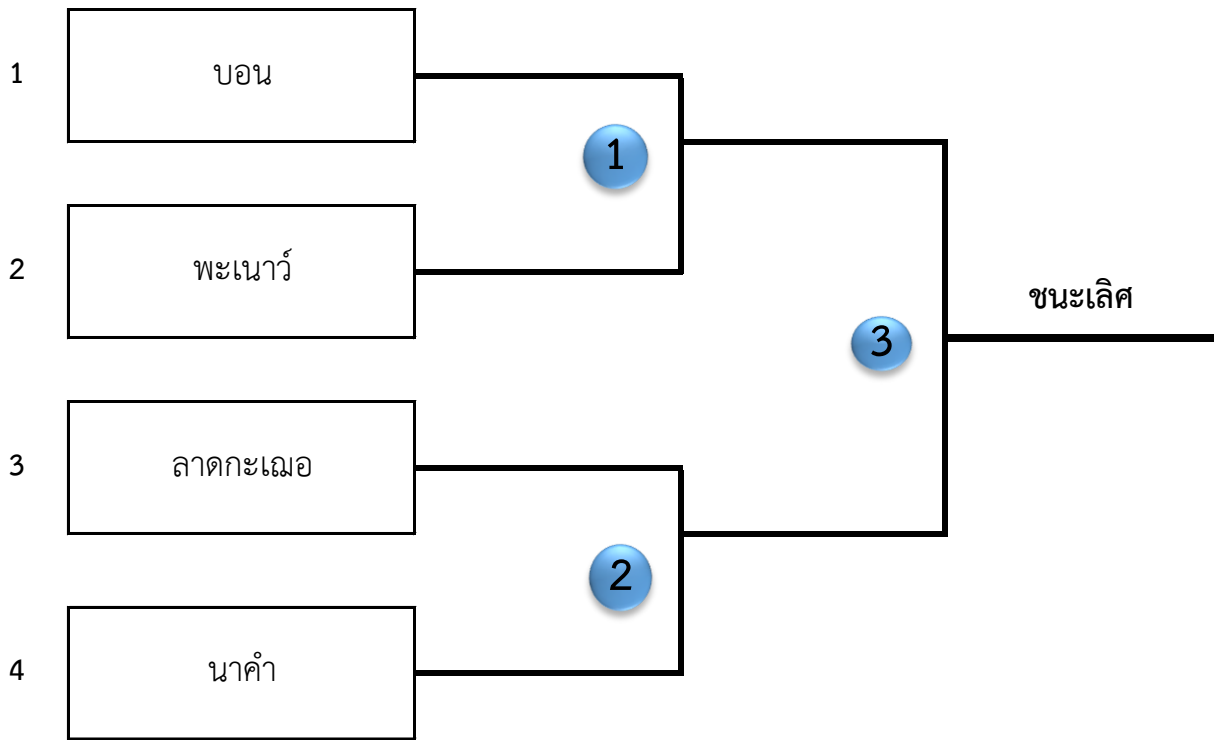 1 บอน
1
2 พะเนาว์
ชนะเลิศ
3
3 ลาดกะเฌอ
2
4 นาคำ